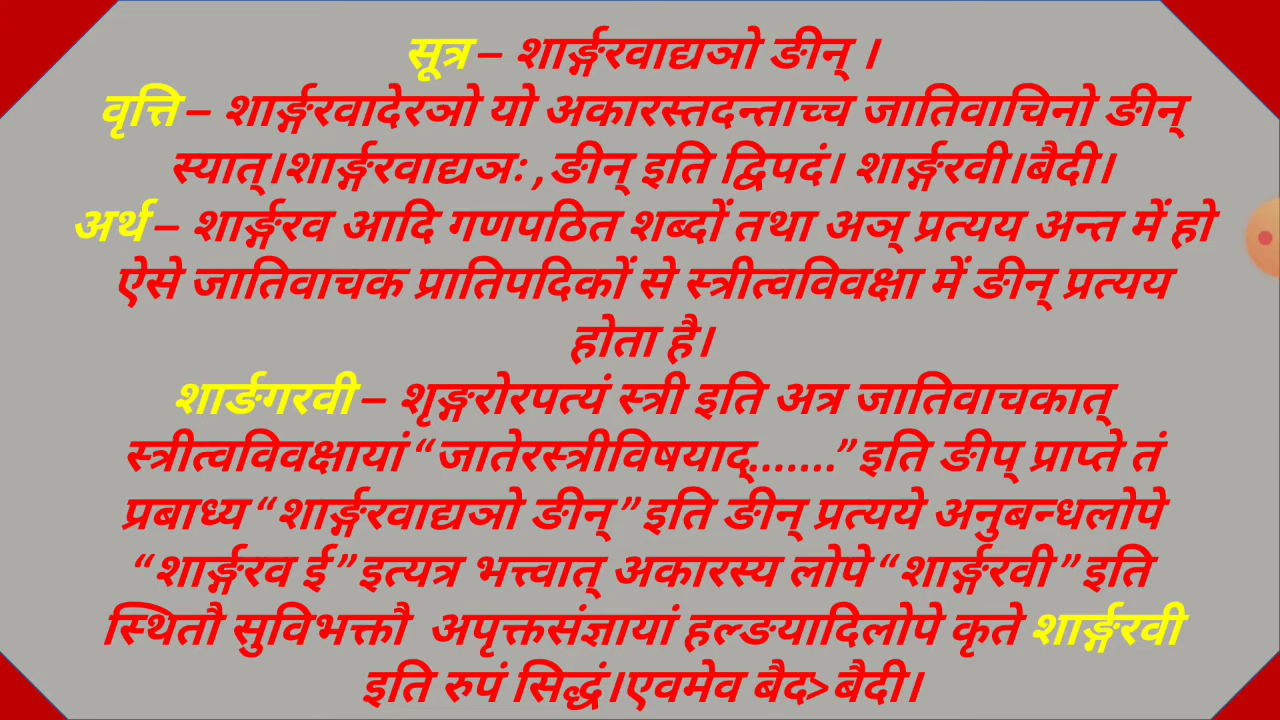 सूत्र – शार्ङ्गरवाद्यञो ङीन् ।
वृत्ति – शार्ङ्गरवादेरञो यो अकारस्तदन्ताच्च जातिवाचिनो ङीन्
स्यात्।शार्ङ्गरवाद्यञः ,ङीन् इति द्विपदं। शार्ङ्गरवी।बैदी।
अर्थ – शार्ङ्गरव आदि गणपठित शब्दों तथा अञ् प्रत्यय अन्त में हो
ऐसे जातिवाचक प्रातिपदिकों से स्त्रीत्वविवक्षा में ङीन् प्रत्यय
होता है।
शार्ङगरवी – शृङ्गरोरपत्यं स्त्री इति अत्र जातिवाचकात्
स्त्रीत्वविवक्षायां “जातेरस्त्रीविषयाद्.......” इति ङीप् प्राप्ते तं
प्रबाध्य “शार्ङ्गरवाद्यञो ङीन्” इति ङीन् प्रत्यये अनुबन्धलोपे
“शार्ङ्गरव ई” इत्यत्र भत्त्वात् अकारस्य लोपे “शार्ङ्गरवी” इति
स्थितौ सुविभक्तौ अपृक्तसंज्ञायां हल्ङयादिलोपे कृते शार्ङ्गरवी
इति रुपं सिद्धं।एवमेव बैद>बैदी।